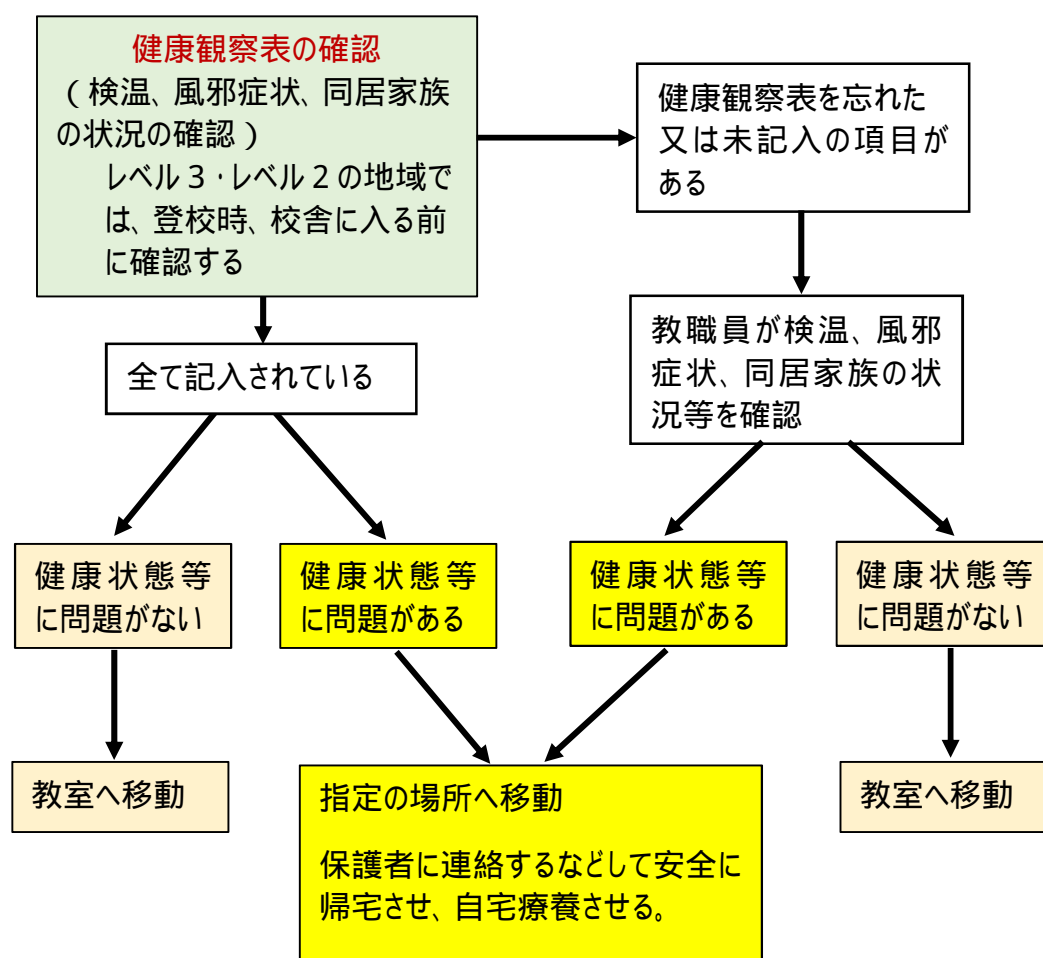 健康観察表の確認
（検温、風邪症状、同居家族
の状況の確認）
レベル３・レベル２の地域で
は、登校時、校舎に入る前
に確認する
健康観察表を忘れた
又は未記入の項目が
ある
全て記入されている
教職員が検温、風邪
症状、同居家族の状
況等を確認
健康状態等
に問題がない
健康状態等
に問題がある
健康状態等
に問題がある
健康状態等
に問題がない
教室へ移動
指定の場所へ移動
保護者に連絡するなどして安全に
帰宅させ、自宅療養させる。
教室へ移動